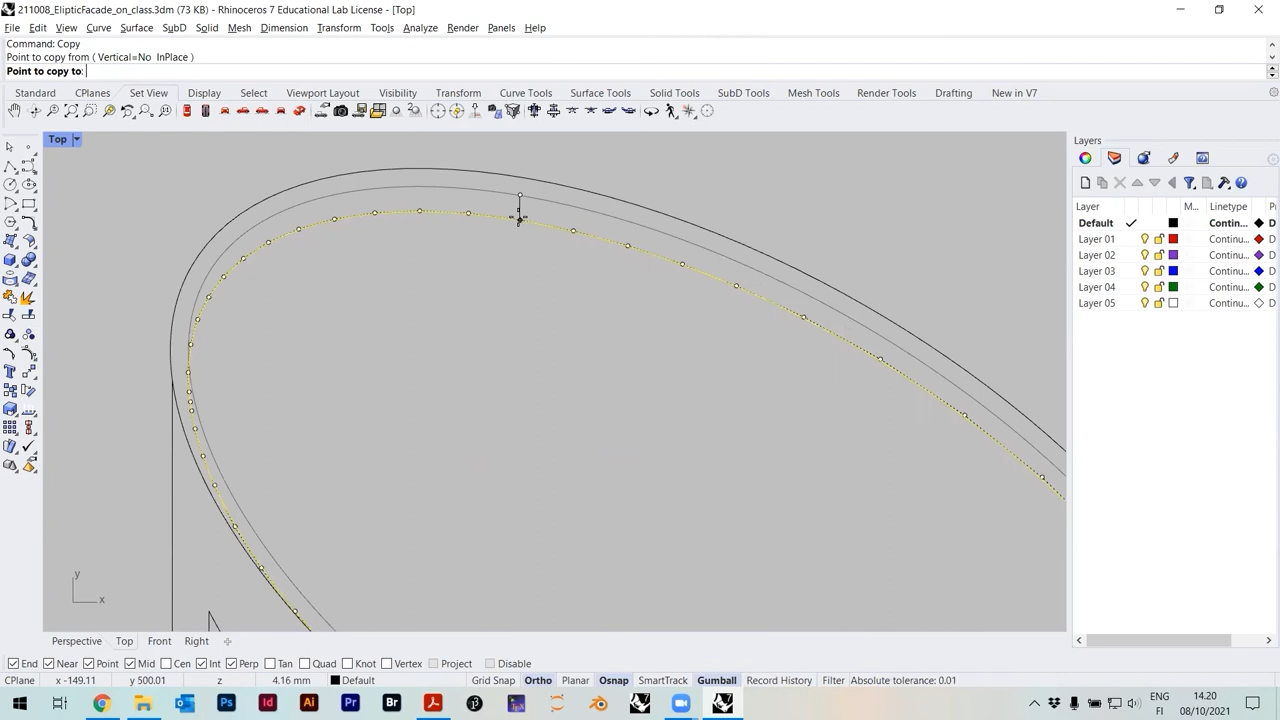 211008_ElipticFacade_on_class.3dm (73 KB) - Rhinoceros 7 Educational Lab License - [Top]
File Edit View Curve Surface SubD Solid Mesh Dimension Transform Tools Analyze Render Panels Help
Command: Copy
Point to copy from ( Vertical=No InPlace )
Point to copy to:
Standard CPlanes Set View Display Select Viewport Layout Visibility Transform Curve Tools Surface Tools Solid Tools SubD Tools Mesh Tools Render Tools Drafting New in V7
Top
Layers
Layer M... Linetype P
Default Contin... D
Layer 01 Continu... D
Layer 02 Continu... D
Layer 03 Continu... D
Layer 04 Continu... D
Layer 05 Continu... D
y
x
Perspective Top Front Right
End Near Point Mid Cen Int Perp Tan Quad Knot Vertex Project Disable
CPlane x -149.11 y 500.01 z 4.16 mm Default Grid Snap Ortho Planar Osnap SmartTrack Gumball Record History Filter Absolute tolerance: 0.01
Ps Id Ai Pr Br ENG 14.20
FI 08/10/2021